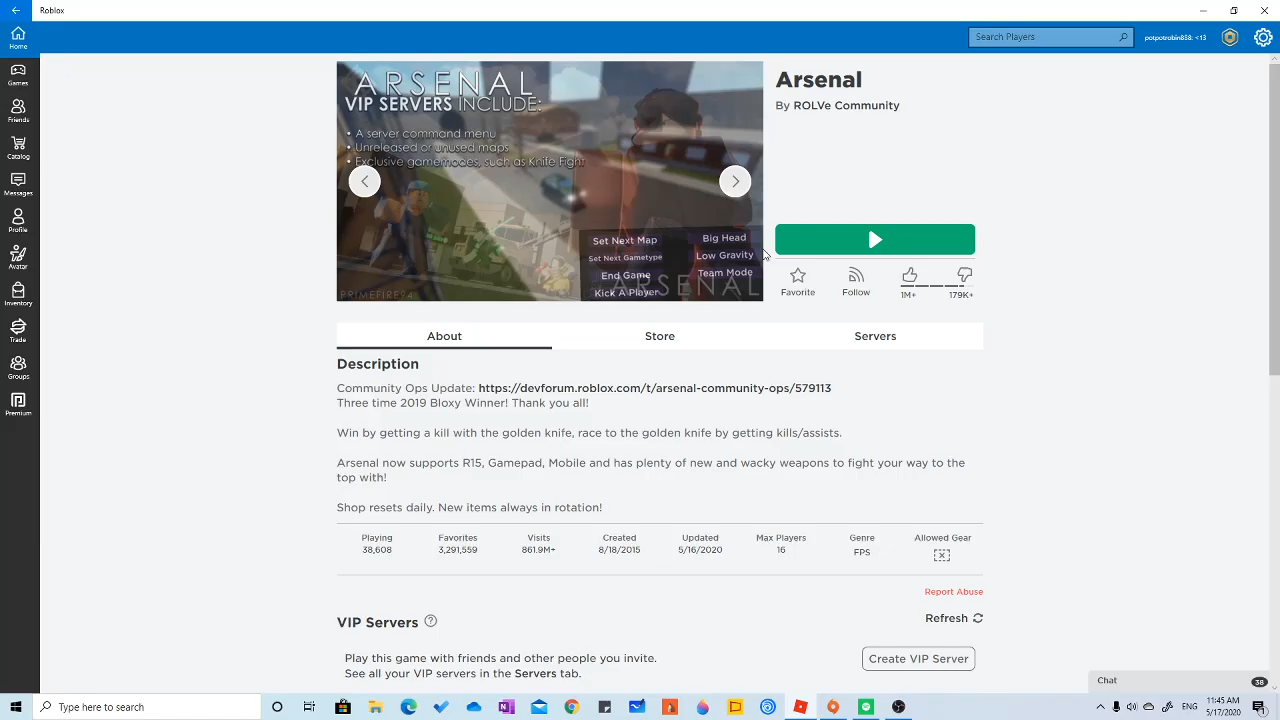 Roblox
Home
Search Players
potpotrobin838: <13
Games
Friends
Catalog
Messages
Profile
Avatar
Inventory
Trade
Groups
Premium
ARSENAL
VIP SERVERS INCLUDE:
• A server command menu
• Unreleased or unused maps
• Exclusive gamemodes, such as Knife Fight
Set Next Map
Big Head
Set Next Gametype
Low Gravity
End Game
Team Mode
Kick A Player
ARSENAL
PRIMEFIRE94
Arsenal
By ROLVe Community
Favorite
Follow
1M+
179K+
About
Store
Servers
Description
Community Ops Update: https://devforum.roblox.com/t/arsenal-community-ops/579113
Three time 2019 Bloxy Winner! Thank you all!
Win by getting a kill with the golden knife, race to the golden knife by getting kills/assists.
Arsenal now supports R15, Gamepad, Mobile and has plenty of new and wacky weapons to fight your way to the
top with!
Shop resets daily. New items always in rotation!
Playing Favorites Visits Created Updated Max Players Genre Allowed Gear
38,608 3,291,559 861.9M+ 8/18/2015 5/16/2020 16 FPS
Report Abuse
VIP Servers
Refresh
Play this game with friends and other people you invite.
See all your VIP servers in the Servers tab.
Create VIP Server
Chat
38
Type here to search
ENG
11:45 AM
5/17/2020
1